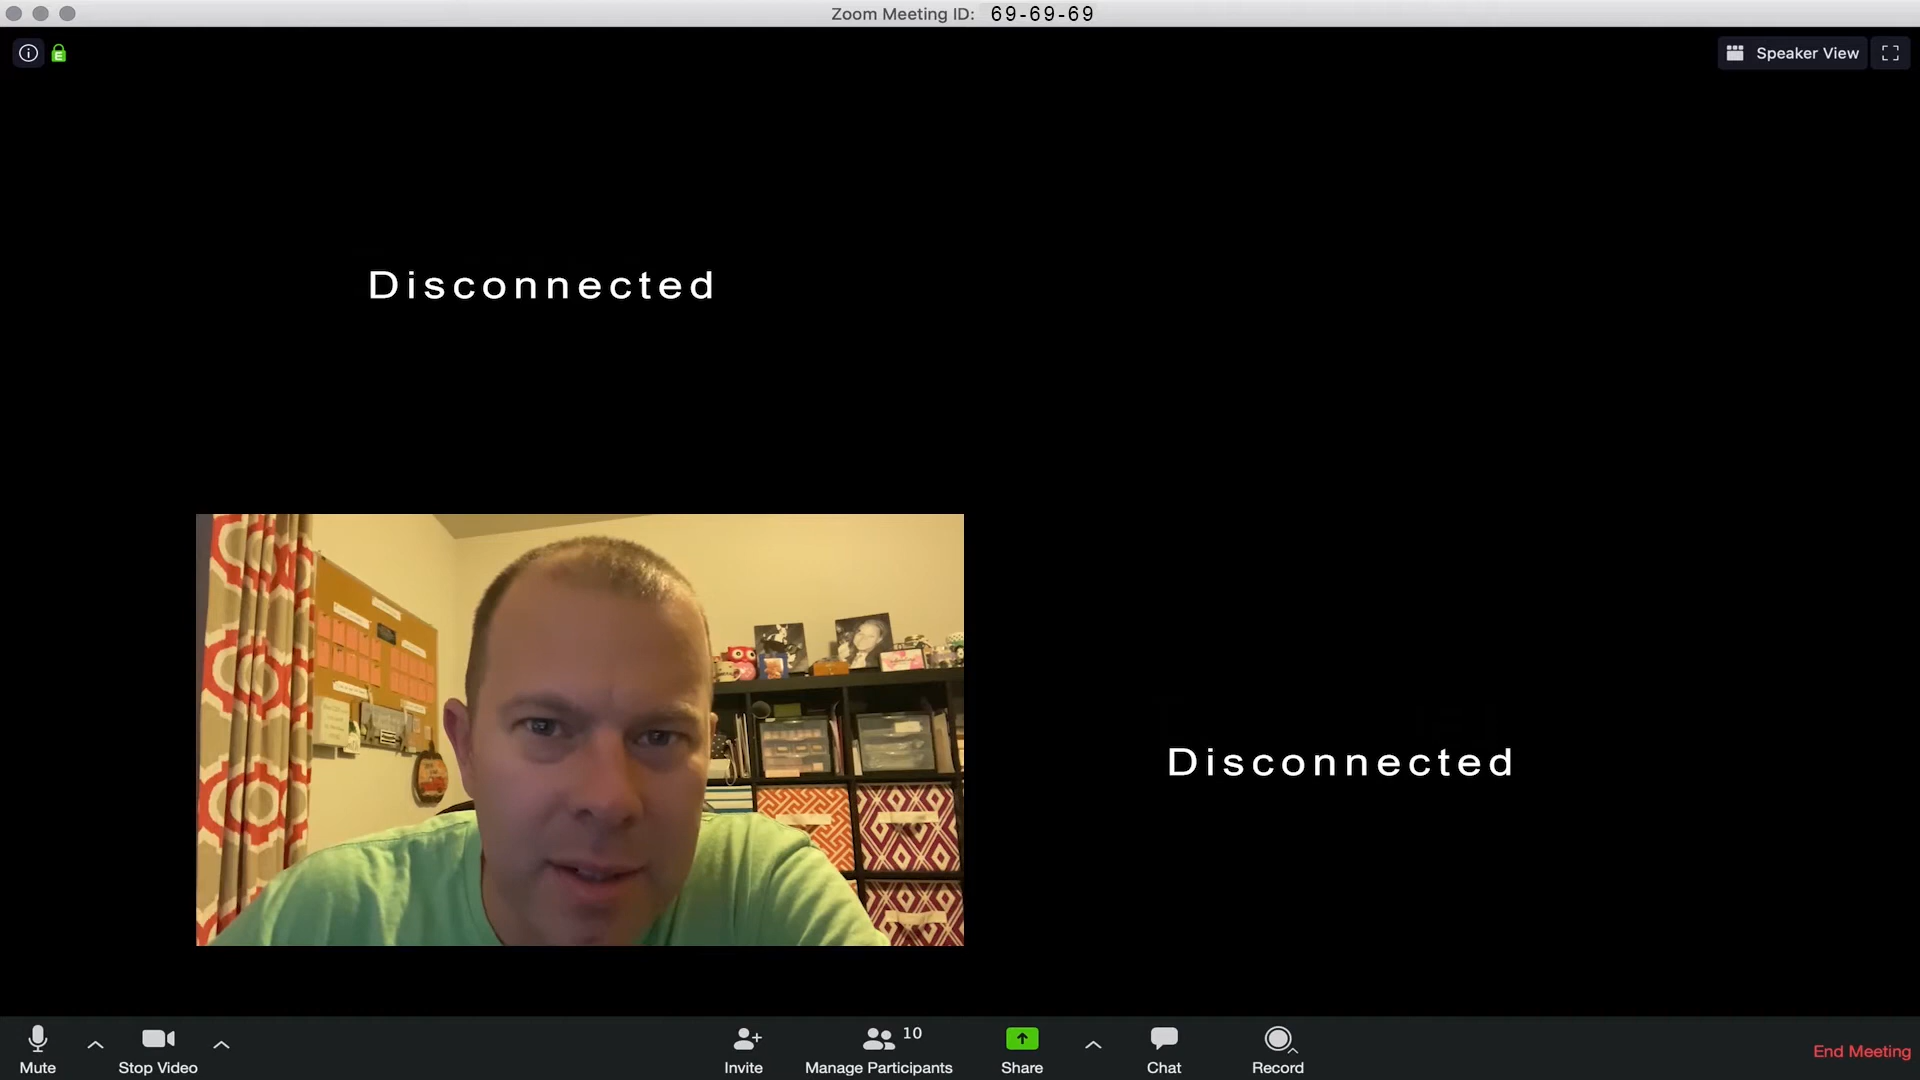 Zoom Meeting ID: 69-69-69
Speaker View
Disconnected
Disconnected
10
Mute
Stop Video
Invite
Manage Participants
Share
Chat
Record
End Meeting